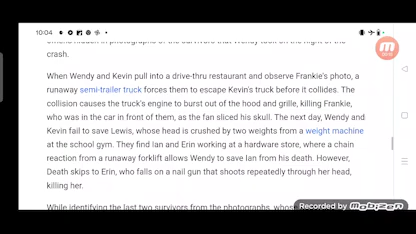 10:04
crash.
When Wendy and Kevin pull into a drive-thru restaurant and observe Frankie's photo, a
runaway semi-trailer truck forces them to escape Kevin's truck before it collides. The
collision causes the truck's engine to burst out of the hood and grille, killing Frankie,
who was in the car in front of them, as the fan sliced his skull. The next day, Wendy and
Kevin fail to save Lewis, whose head is crushed by two weights from a weight machine
at the school gym. They find Ian and Erin working at a hardware store, where a chain
reaction from a runaway forklift allows Wendy to save Ian from his death. However,
Death skips to Erin, who falls on a nail gun that shoots repeatedly through her head,
killing her.
While identifying the last two survivors from the photographs, whose
Recorded by Mobizen